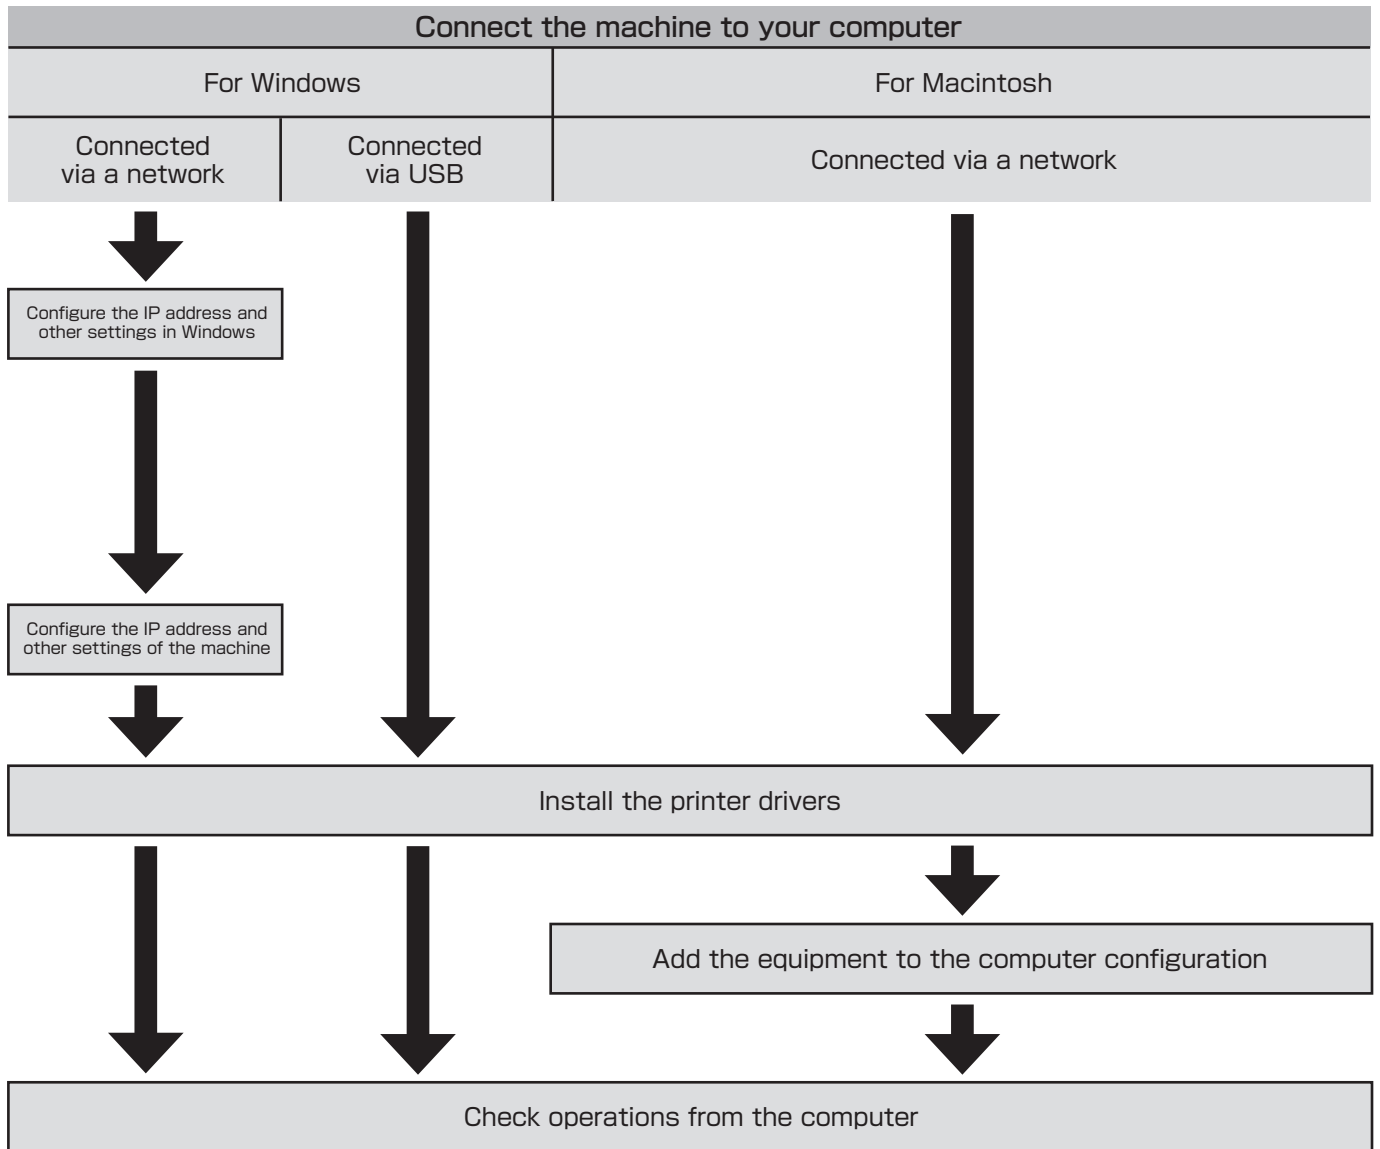 Connect the machine to your computer
For Windows
For Macintosh
Connected
via a network
Connected
via USB
Connected via a network
Configure the IP address and
other settings in Windows
Configure the IP address and
other settings of the machine
Install the printer drivers
Add the equipment to the computer configuration
Check operations from the computer